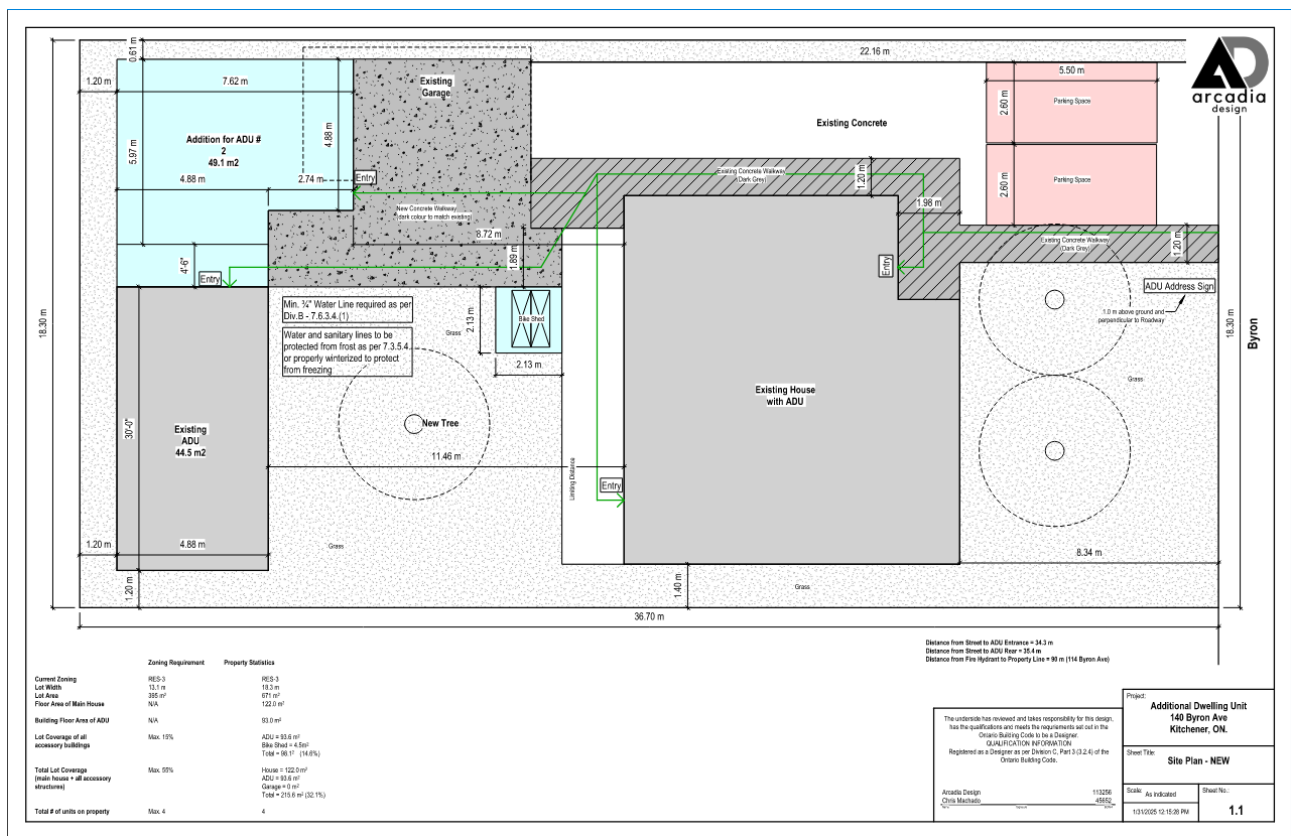 22.16 m
0.61 m
1.20 m
7.62 m
Existing
Garage
5.50 m
AD
arcadia
design
2.60 m
Parking Space
Existing Concrete
Addition for ADU #
2
49.1 m2
4.88 m
5.97 m
4.88 m
2.74 m
Entry
Existing Concrete Walkway
(Dark Grey)
1.20 m
2.60 m
Parking Space
New Concrete Walkway
(derk colour to match existing)
1.98 m
8.72 m
1.89 m
4'-6"
Entry
Entry
Existing Concrete Walkway
(Dark Grey)
1.20 m
ADU Address Sign
1.0 m above ground and
perpendicular to Roadway
Min. ¾" Water Line required as per
Div.B - 7.6.3.4.(1)
Water and sanitary lines to be
protected from frost as per 7.3.5.4.
or properly winterized to protect
from freezing
Grass
2.13 m
Bike Shed
2.13 m
18.30 m
18.30 m
Byron
Grass
Existing House
with ADU
New Tree
30'-0"
Existing
ADU
44.5 m2
11.46 m
Limiting Distance
Entry
1.20 m
4.88 m
Grass
8.34 m
1.20 m
1.40 m
Grass
36.70 m
Distance from Street to ADU Entrance = 34.3 m
Distance from Street to ADU Rear = 35.4 m
Distance from Fire Hydrant to Property Line = 90 m (114 Byron Ave)
Zoning Requirement Property Statistics
Current Zoning RES-3 RES-3
Lot Width 13.1 m 18.3 m
Lot Area 395 m² 671 m²
Floor Area of Main House N/A 122.0 m²
Building Floor Area of ADU N/A 93.0 m²
Lot Coverage of all Max. 15% ADU = 93.6 m²
accessory buildings Bike Shed = 4.5m²
Total = 98.1² (14.6%)
Total Lot Coverage Max. 55% House = 122.0 m²
(main house + all accessory ADU = 93.6 m²
structures) Garage = 0 m²
Total = 215.6 m² (32.1%)
Total # of units on property Max. 4 4
The underside has reviewed and takes responsibility for this design,
has the qualifications and meets the requirements set out in the
Ontario Building Code to be a Designer.
QUALIFICATION INFORMATION
Registered as a Designer as per Division C, Part 3 (3.2.4) of the
Ontario Building Code.
Arcadia Design 113256
Chris Machado 45652
Project:
Additional Dwelling Unit
140 Byron Ave
Kitchener, ON.
Sheet Title:
Site Plan - NEW
Scale: As indicated
Sheet No.:
1/31/2025 12:15:28 PM
1.1